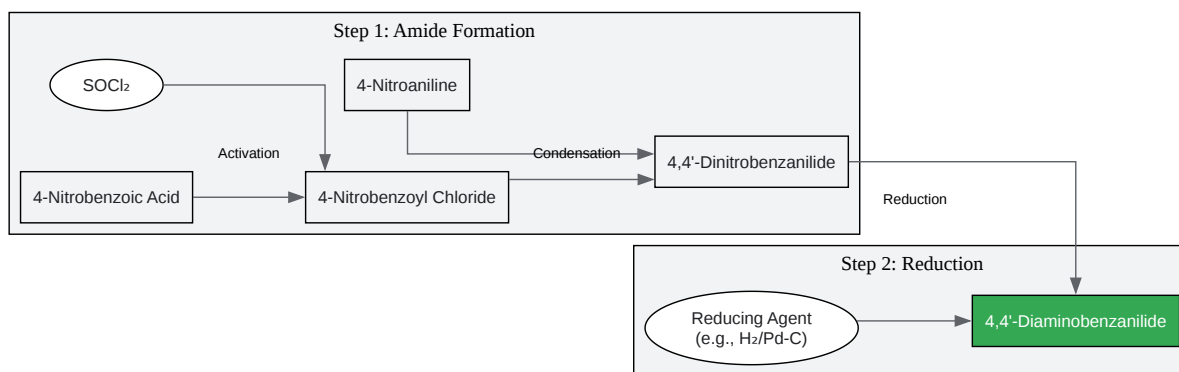 Step 1: Amide Formation
SOCl₂
4-Nitroaniline
Activation
Condensation
4,4'-Dinitrobenzanilide
4-Nitrobenzoic Acid
4-Nitrobenzoyl Chloride
Reduction
Step 2: Reduction
Reducing Agent
(e.g., H₂/Pd-C)
4,4'-Diaminobenzanilide